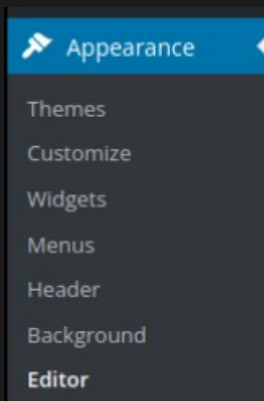 Appearance
Themes
Customize
Widgets
Menus
Header
Background
Editor